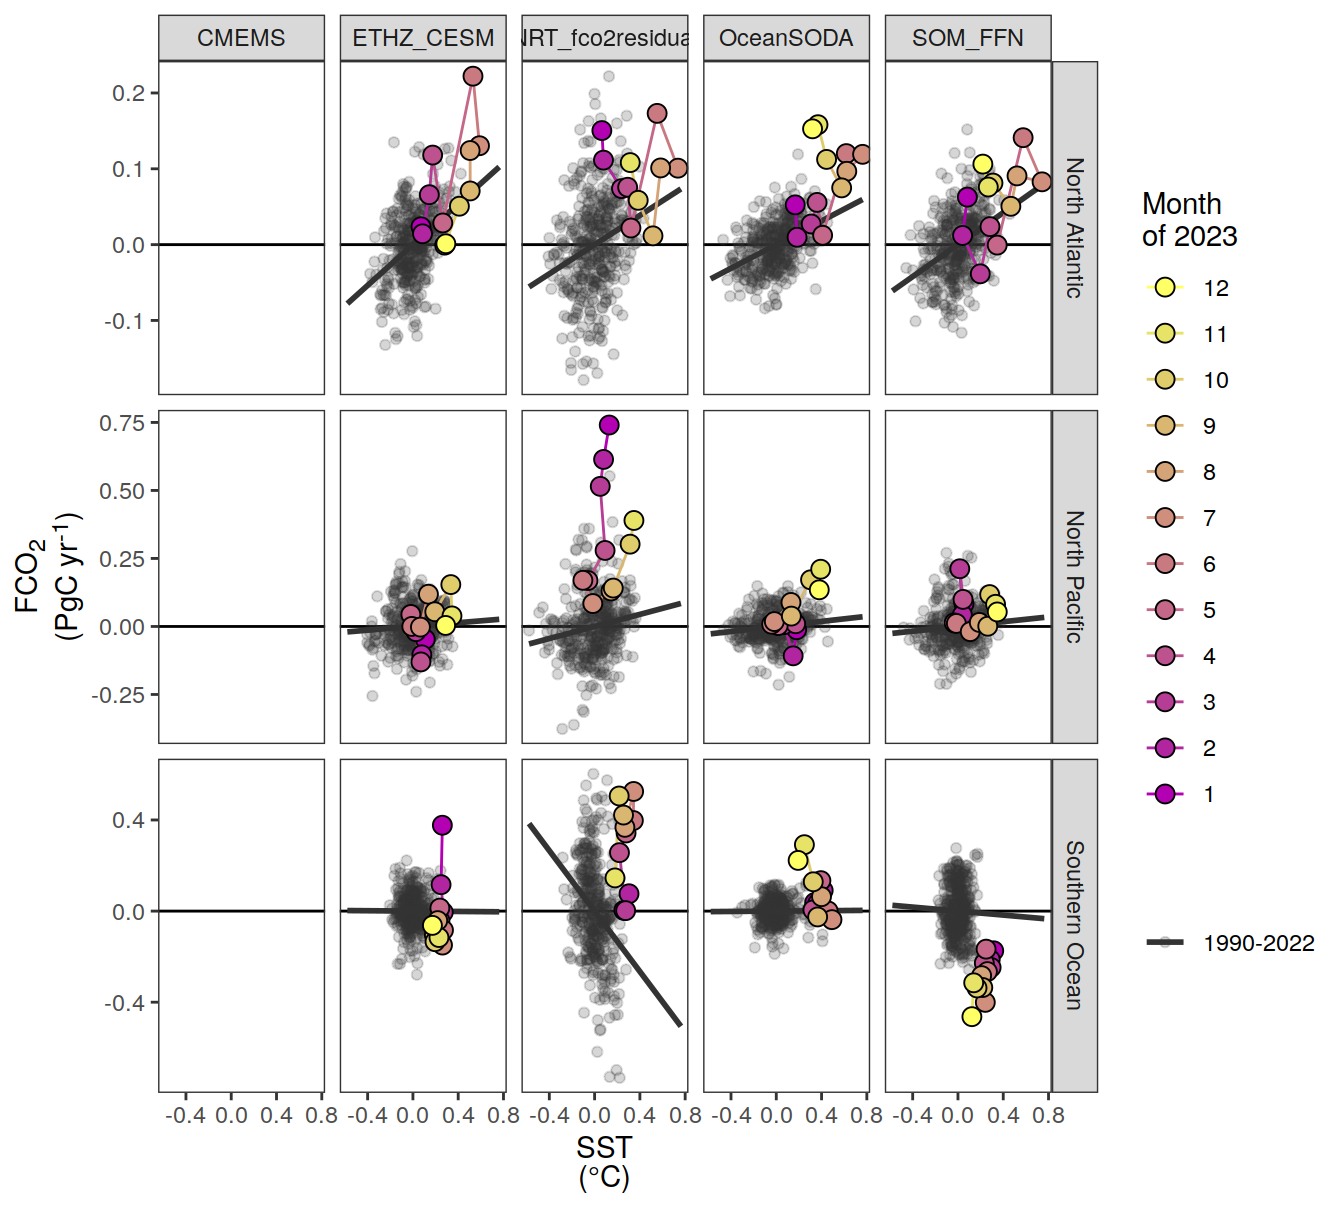 CMEMS ETHZ_CESM NRT_fco2residua OceanSODA SOM_FFN
0.2
0.1
0.0
-0.1
North Atlantic
0.75
0.50
0.25
0.00
-0.25
North Pacific
0.4
0.0
-0.4
Southern Ocean
-0.4 0.0 0.4 0.8 -0.4 0.0 0.4 0.8 -0.4 0.0 0.4 0.8 -0.4 0.0 0.4 0.8 -0.4 0.0 0.4 0.8
SST
(°C)
FCO₂
(PgC yr⁻¹)
Month
of 2023
12
11
10
9
8
7
6
5
4
3
2
1
1990-2022